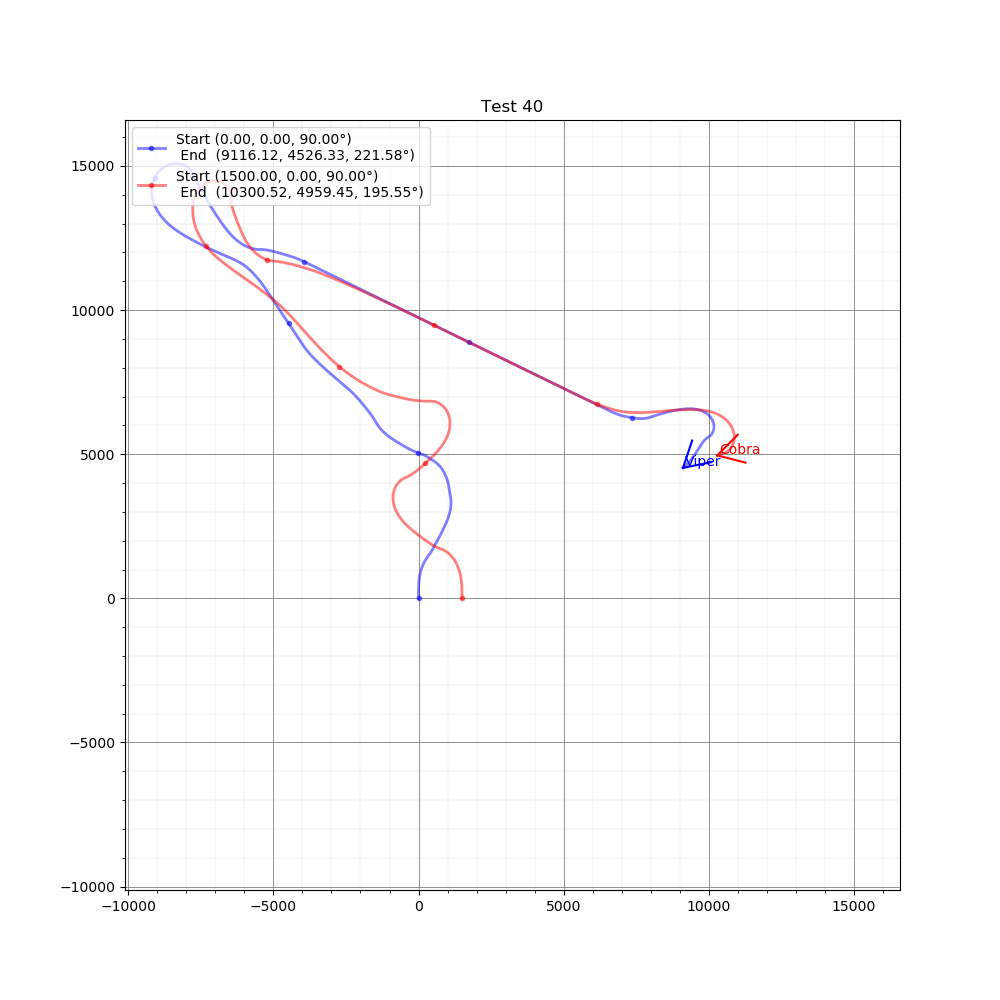 Test 40
Start (0.00, 0.00, 90.00°)
End  (9116.12, 4526.33, 221.58°)
Start (1500.00, 0.00, 90.00°)
End  (10300.52, 4959.45, 195.55°)
15000
10000
5000
0
−5000
−10000
Cobra
Viper
−10000 −5000 0 5000 10000 15000